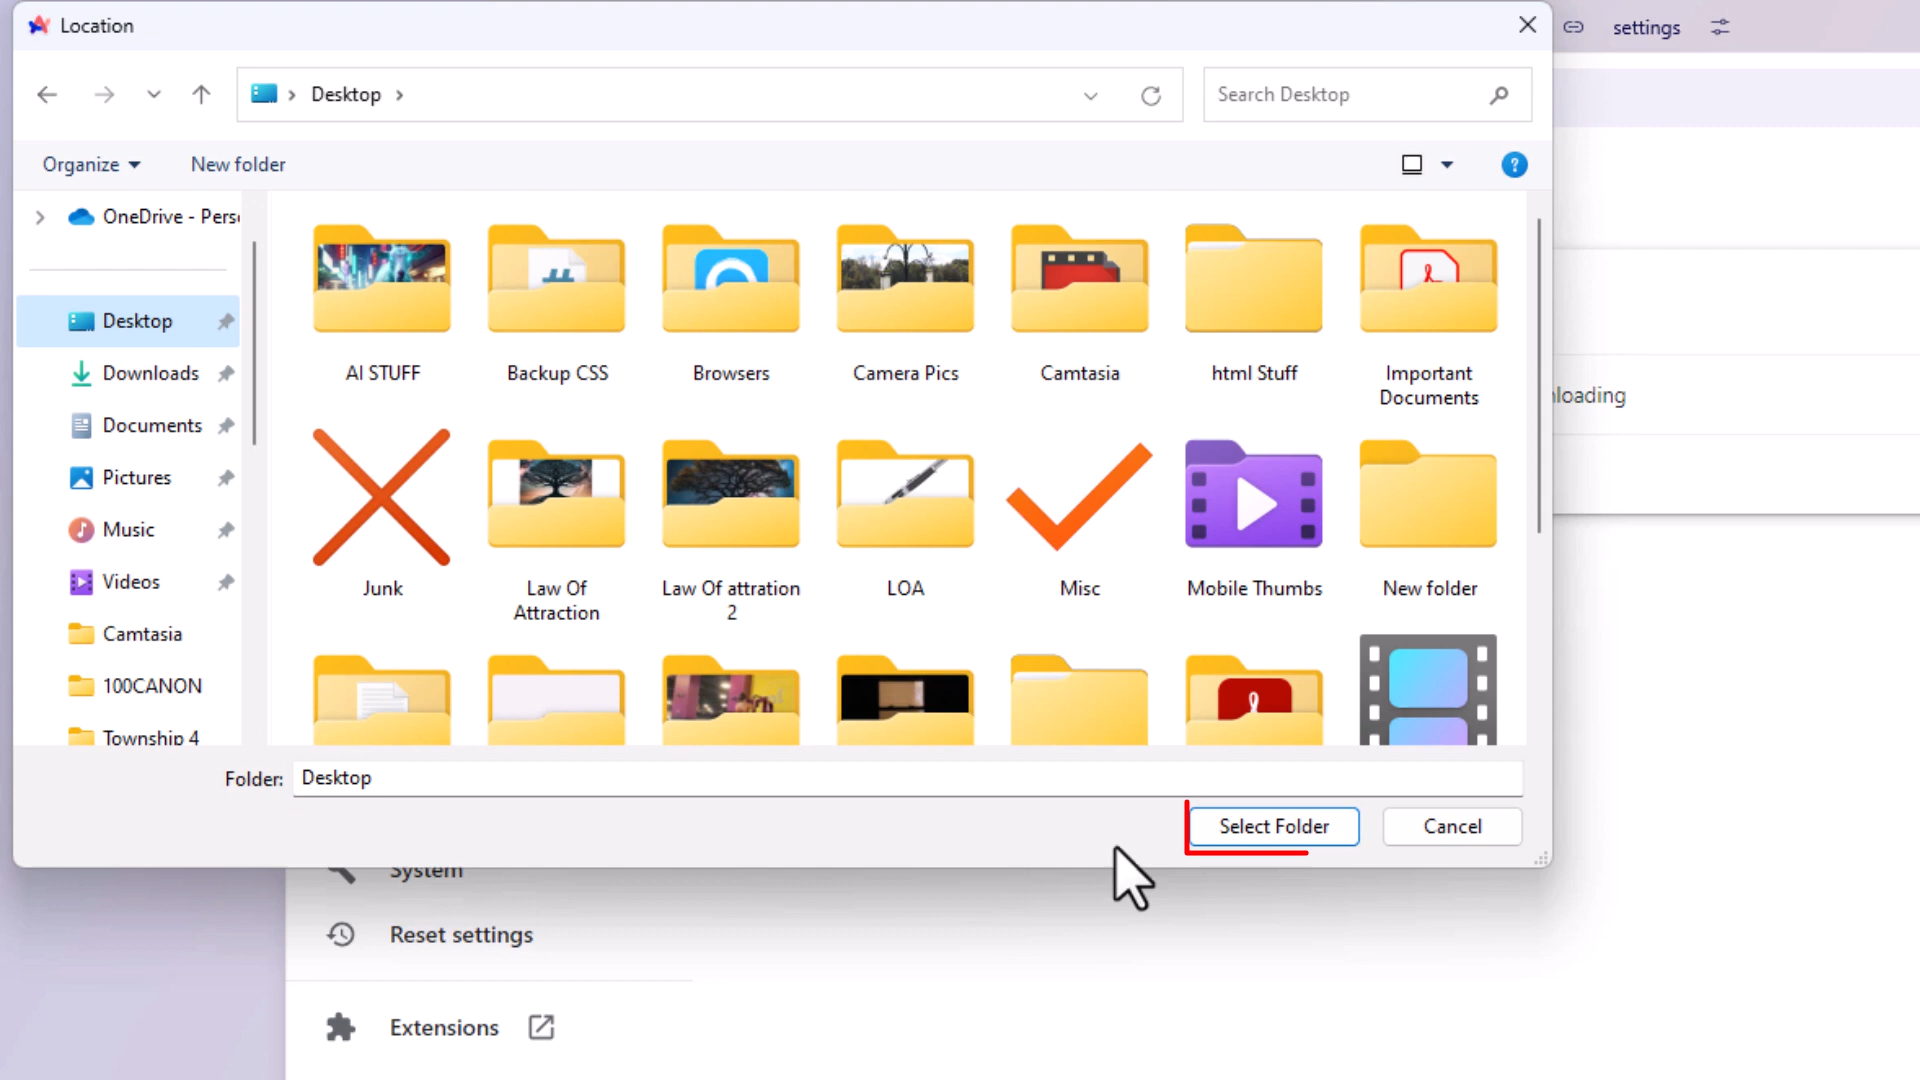 Location
settings
Desktop
Search Desktop
Organize
New folder
OneDrive - Pers
Desktop
Downloads
Documents
Pictures
Music
Videos
Camtasia
100CANON
Township 4
AI STUFF
Backup CSS
Browsers
Camera Pics
Camtasia
html Stuff
Important
Documents
Junk
Law Of
Attraction
Law Of attration
2
LOA
Misc
Mobile Thumbs
New folder
loading
Folder:
Desktop
Select Folder
Cancel
System
Reset settings
Extensions